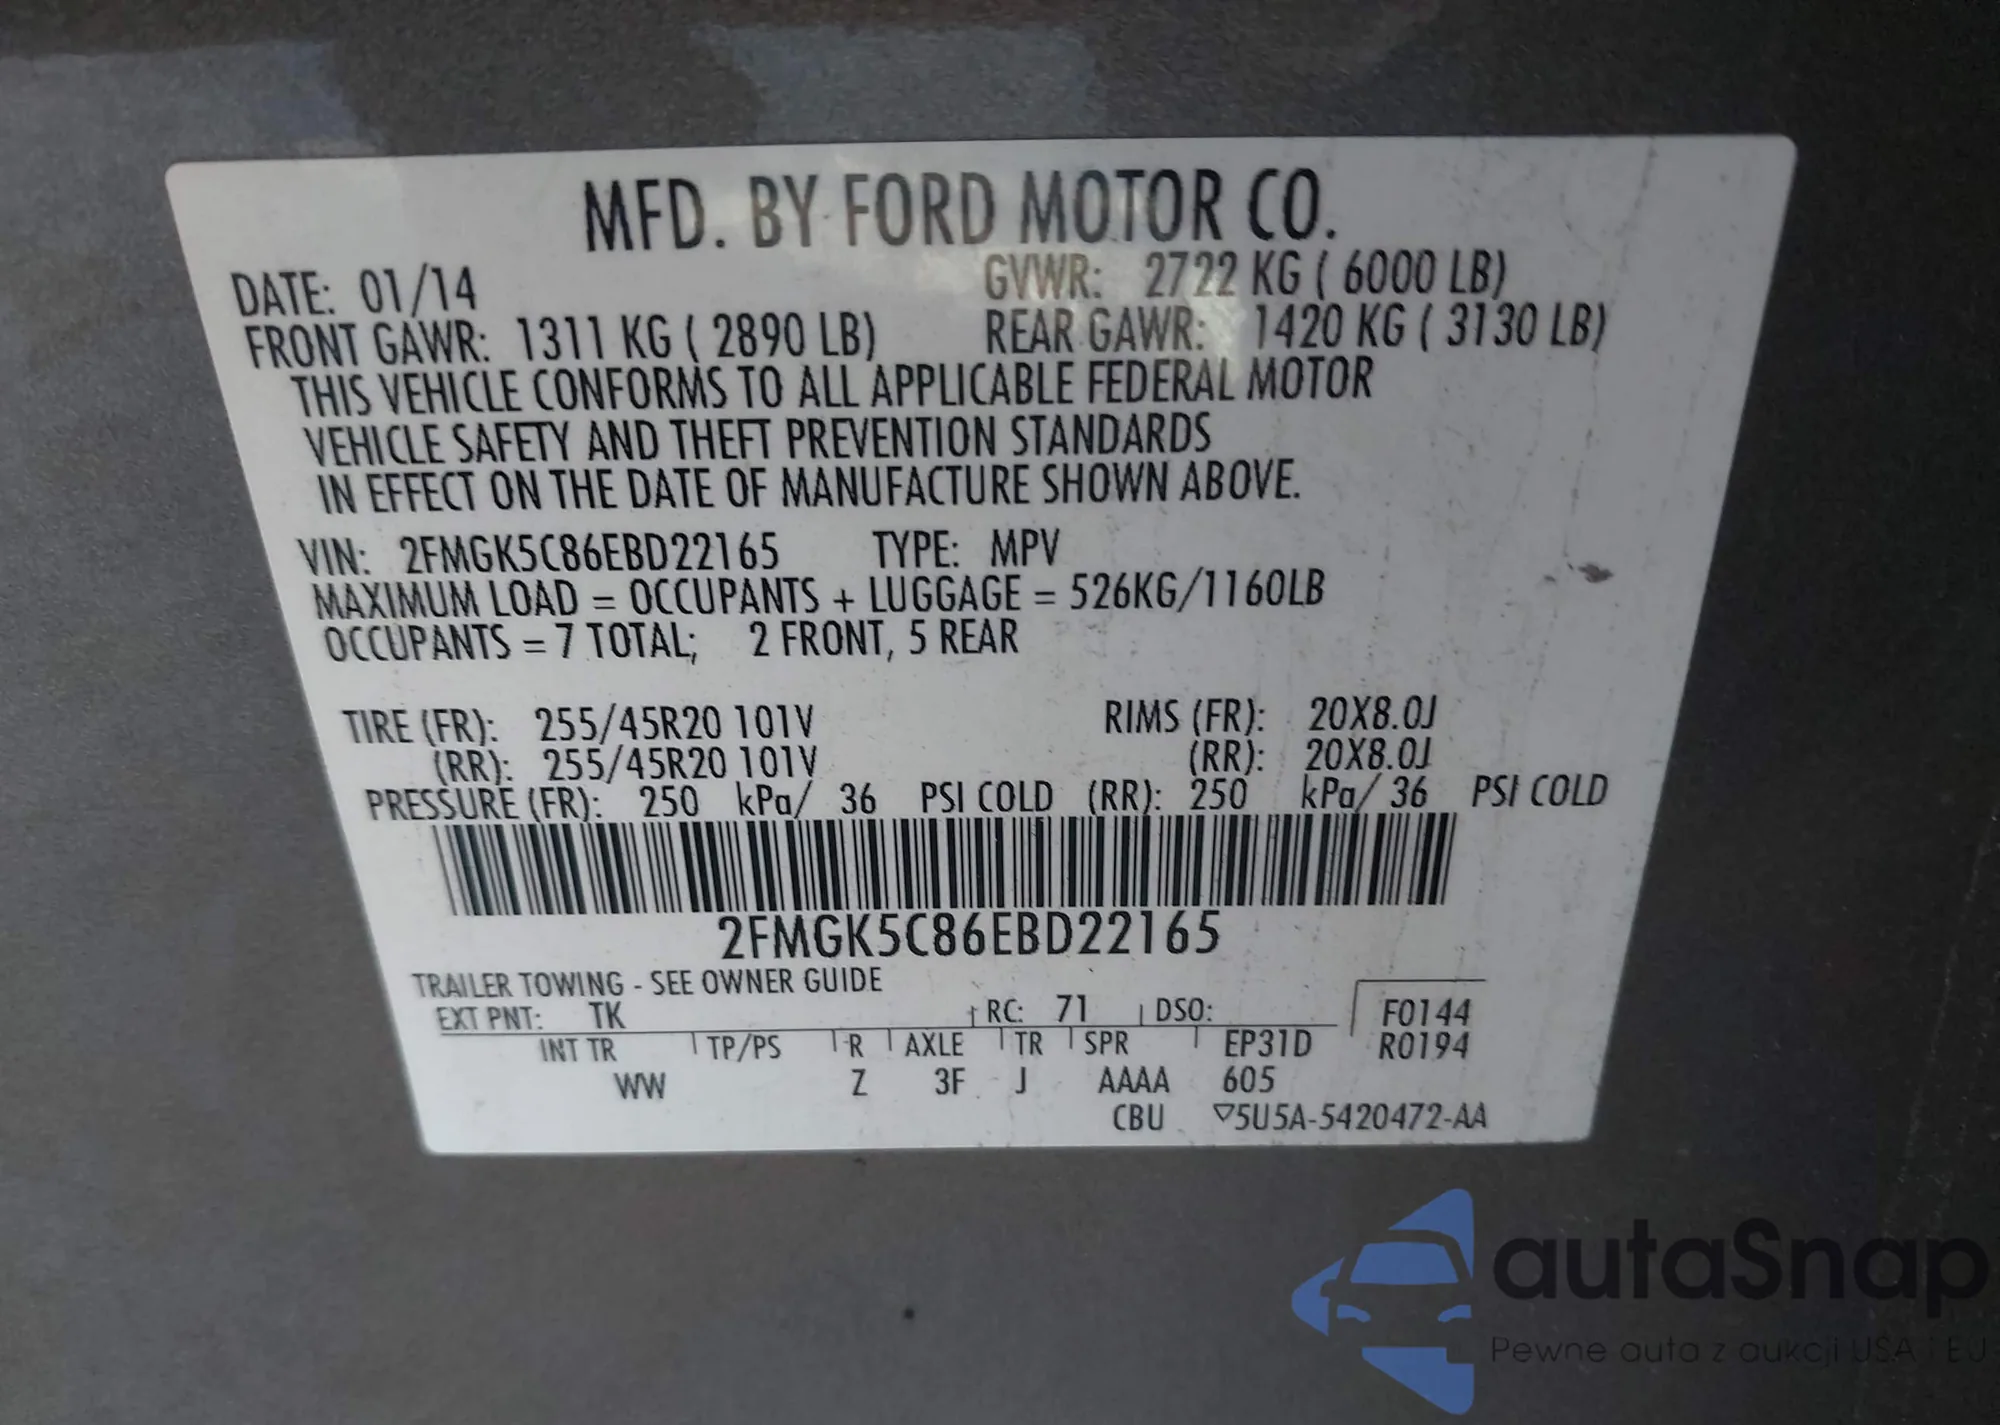 MFD. BY FORD MOTOR CO.
DATE: 01/14 GVWR: 2722 KG ( 6000 LB)
FRONT GAWR: 1311 KG ( 2890 LB) REAR GAWR: 1420 KG ( 3130 LB)
THIS VEHICLE CONFORMS TO ALL APPLICABLE FEDERAL MOTOR
VEHICLE SAFETY AND THEFT PREVENTION STANDARDS
IN EFFECT ON THE DATE OF MANUFACTURE SHOWN ABOVE.
VIN: 2FMGK5C86EBD22165 TYPE: MPV
MAXIMUM LOAD = OCCUPANTS + LUGGAGE = 526KG/1160LB
OCCUPANTS = 7 TOTAL; 2 FRONT, 5 REAR
TIRE (FR): 255/45R20 101V RIMS (FR): 20X8.0J
(RR): 255/45R20 101V (RR): 20X8.0J
PRESSURE (FR): 250 kPa/ 36 PSI COLD (RR): 250 kPa/ 36 PSI COLD
2FMGK5C86EBD22165
TRAILER TOWING - SEE OWNER GUIDE
EXT PNT: TK RC: 71 DSO: F0144
INT TR TP/PS R AXLE TR SPR EP31D R0194
WW Z 3F J AAAA 605
CBU ▽5U5A-5420472-AA
autaSnap
Pewne auta z aukcji USA i EU